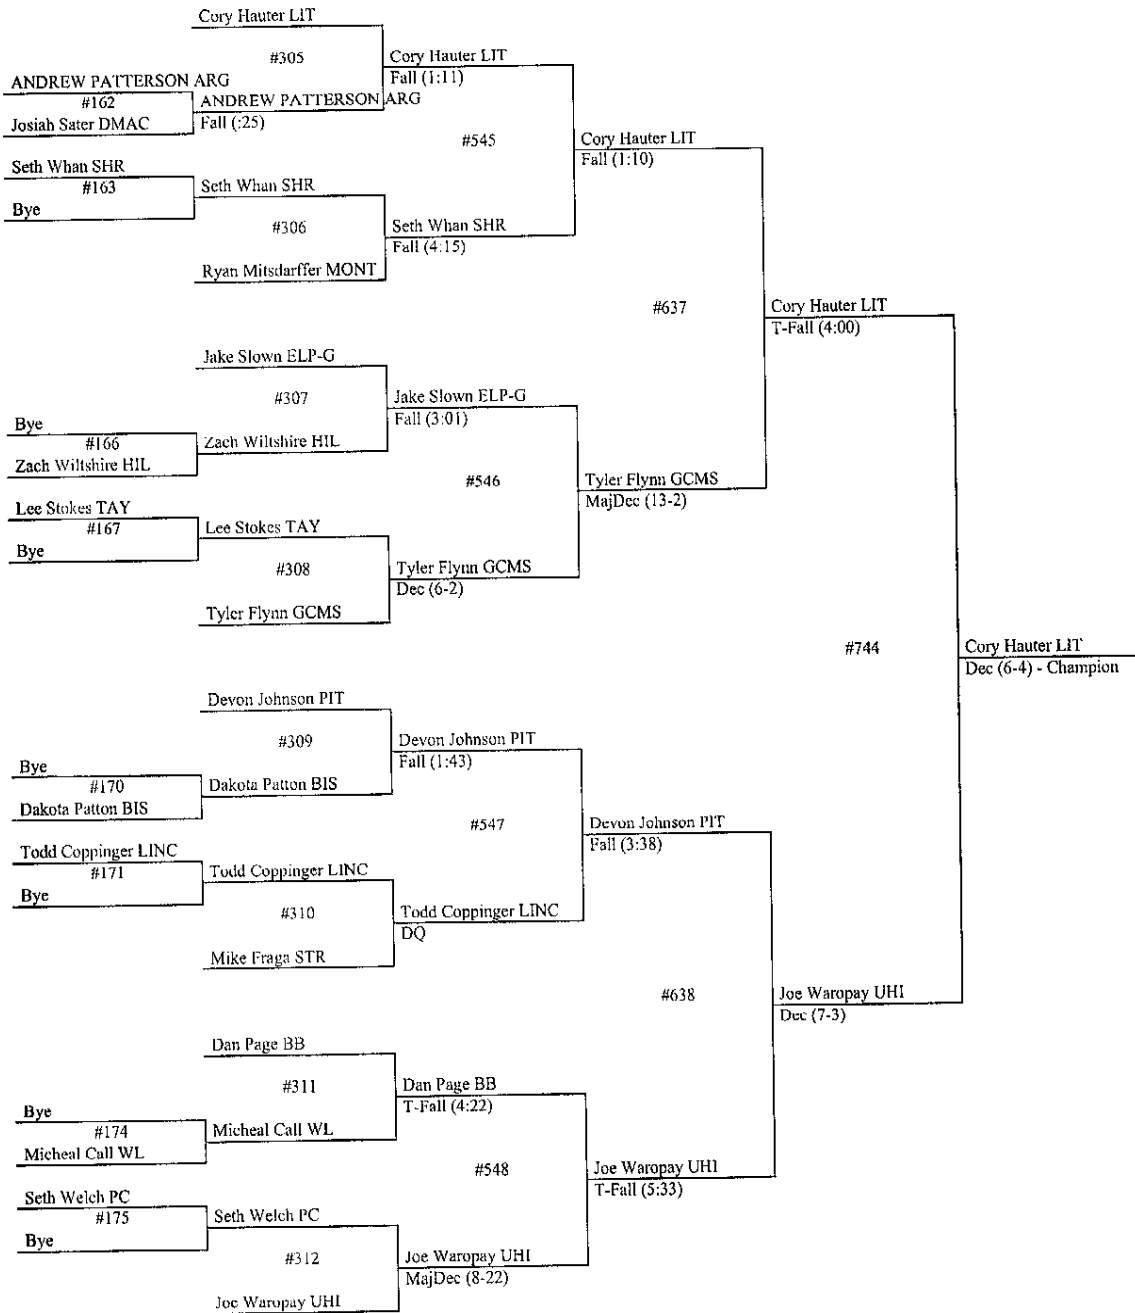 Cory Hauter LIT
#305
Cory Hauter LIT
Fall (1:11)
ANDREW PATTERSON ARG
#162
ANDREW PATTERSON ARG
Josiah Sater DMAC
Fall (:25)
#545
Cory Hauter LIT
Fall (1:10)
Seth Whan SHR
#163
Seth Whan SHR
Bye
#306
Seth Whan SHR
Fall (4:15)
Ryan Mitsdarffer MONT
#637
Cory Hauter LIT
T-Fall (4:00)
Jake Slown ELP-G
#307
Jake Slown ELP-G
Fall (3:01)
Bye
#166
Zach Wiltshire HIL
Zach Wiltshire HIL
#546
Tyler Flynn GCMS
MajDec (13-2)
Lee Stokes TAY
#167
Lee Stokes TAY
Bye
#308
Tyler Flynn GCMS
Dec (6-2)
Tyler Flynn GCMS
#744
Cory Hauter LIT
Dec (6-4) - Champion
Devon Johnson PIT
#309
Devon Johnson PIT
Fall (1:43)
Bye
#170
Dakota Patton BIS
Dakota Patton BIS
#547
Devon Johnson PIT
Fall (3:38)
Todd Coppinger LINC
#171
Todd Coppinger LINC
Bye
#310
Todd Coppinger LINC
DQ
Mike Fraga STR
#638
Joe Waropay UHI
Dec (7-3)
Dan Page BB
#311
Dan Page BB
T-Fall (4:22)
Bye
#174
Micheal Call WL
Micheal Call WL
#548
Joe Waropay UHI
T-Fall (5:33)
Seth Welch PC
#175
Seth Welch PC
Bye
#312
Joe Waropay UHI
MajDec (8-22)
Joe Waropay UHI